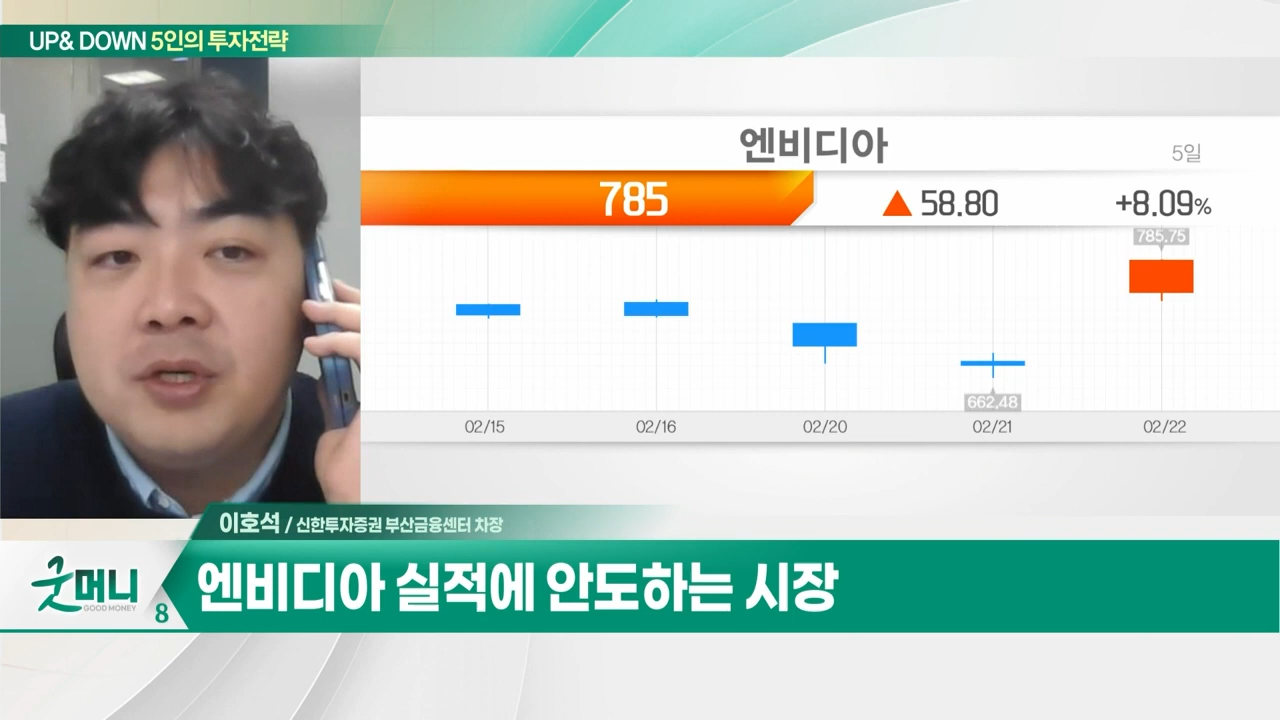 UP& DOWN 5인의 투자전략
엔비디아
5일
785
▲ 58.80
+8.09%
785.75
662.48
02/15
02/16
02/20
02/21
02/22
이호석 / 신한투자증권 부산금융센터 차장
굿머니
GOOD MONEY
8
엔비디아 실적에 안도하는 시장